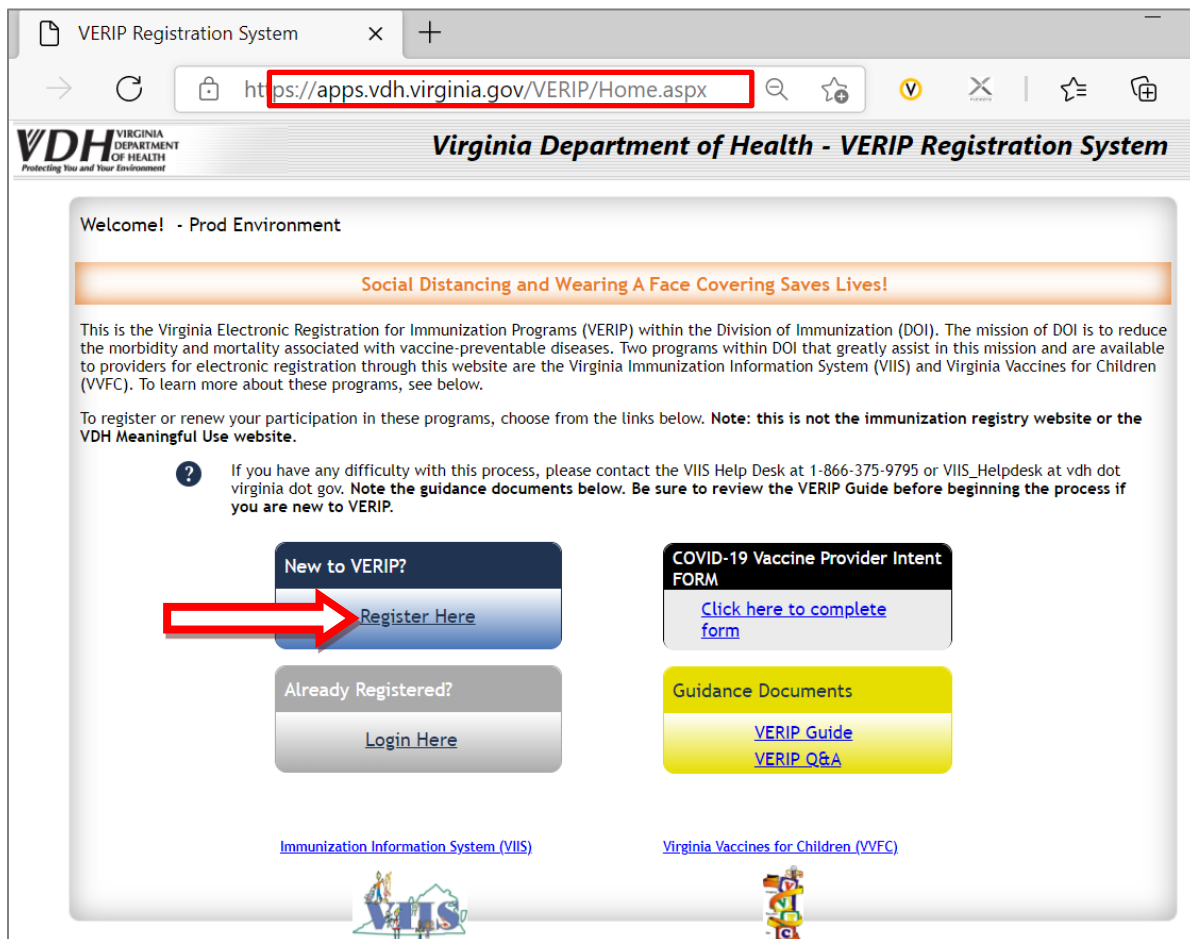 VERIP Registration System
https://apps.vdh.virginia.gov/VERIP/Home.aspx
VDH VIRGINIA
DEPARTMENT
OF HEALTH
Protecting You and Your Environment
Virginia Department of Health - VERIP Registration System
Welcome! - Prod Environment
Social Distancing and Wearing A Face Covering Saves Lives!
This is the Virginia Electronic Registration for Immunization Programs (VERIP) within the Division of Immunization (DOI). The mission of DOI is to reduce
the morbidity and mortality associated with vaccine-preventable diseases. Two programs within DOI that greatly assist in this mission and are available
to providers for electronic registration through this website are the Virginia Immunization Information System (VIIS) and Virginia Vaccines for Children
(VVFC). To learn more about these programs, see below.
To register or renew your participation in these programs, choose from the links below. Note: this is not the immunization registry website or the
VDH Meaningful Use website.
? If you have any difficulty with this process, please contact the VIIS Help Desk at 1-866-375-9795 or VIIS_Helpdesk at vdh dot
virginia dot gov. Note the guidance documents below. Be sure to review the VERIP Guide before beginning the process if
you are new to VERIP.
New to VERIP?
Register Here
COVID-19 Vaccine Provider Intent
FORM
Click here to complete
form
Already Registered?
Login Here
Guidance Documents
VERIP Guide
VERIP Q&A
Immunization Information System (VIIS)
Virginia Vaccines for Children (VVFC)
VIIS